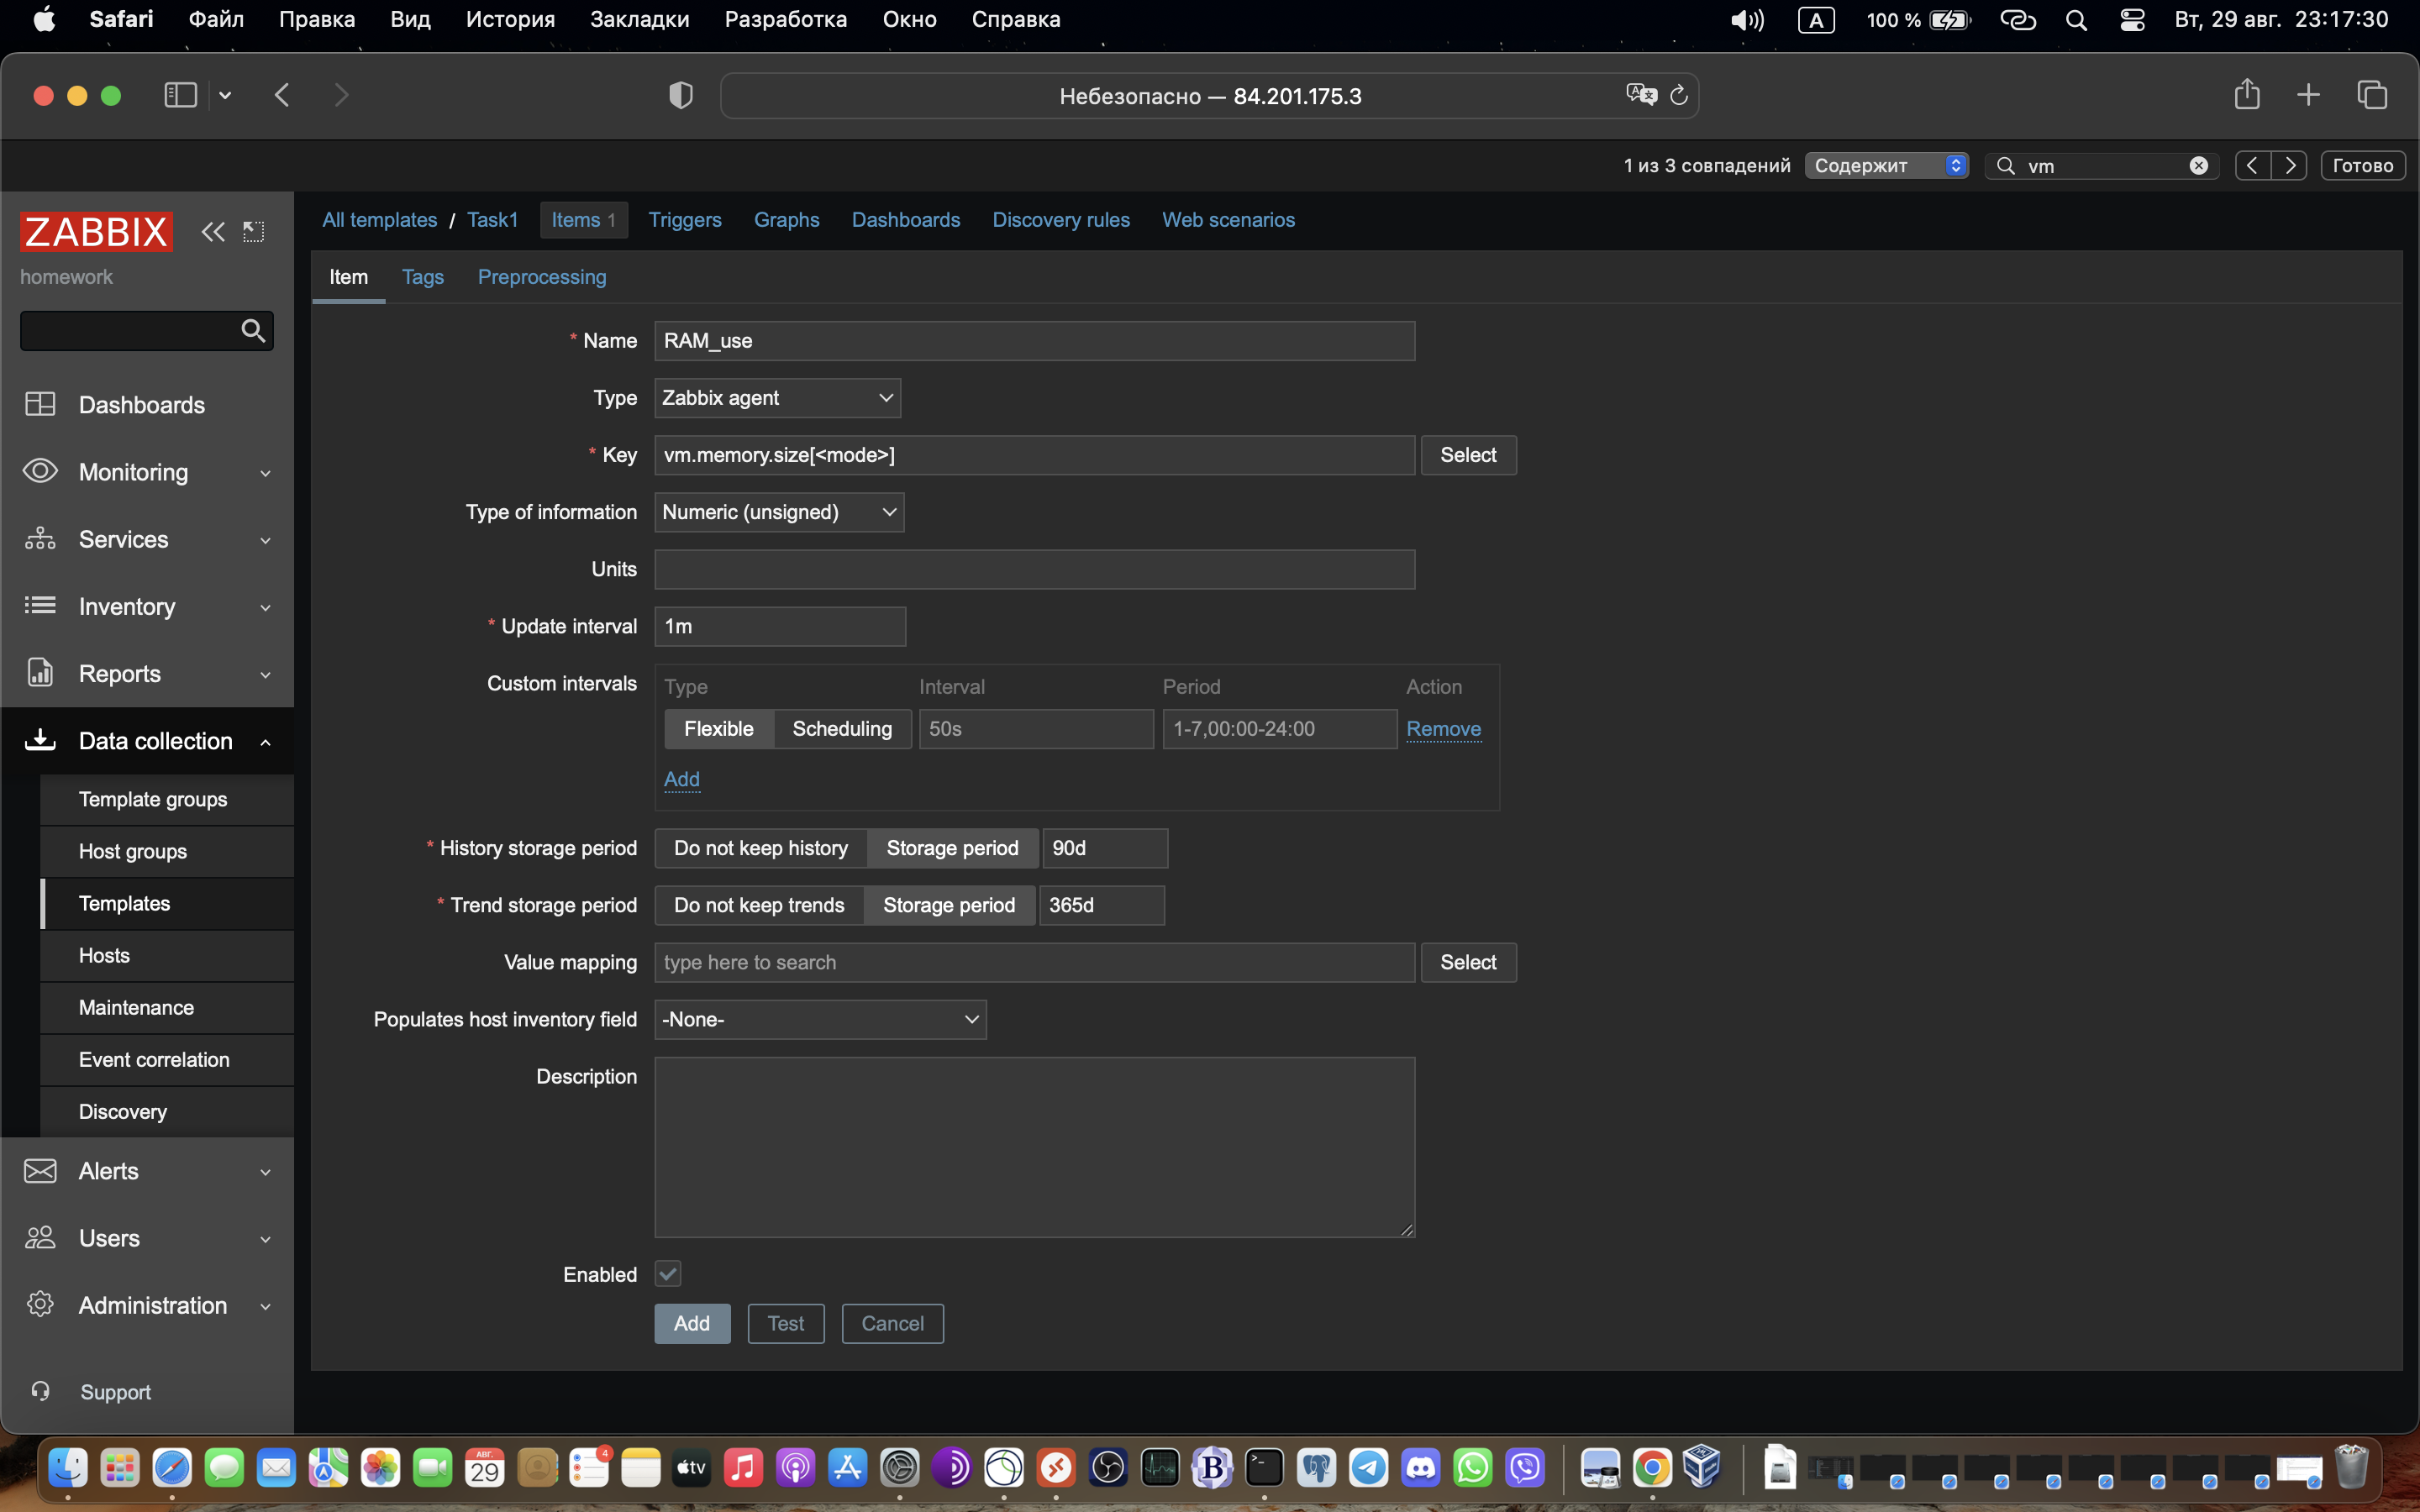 Safari Файл Правка Вид История Закладки Разработка Окно Справка A 100 % Вт, 29 авг. 23:17:30
Небезопасно — 84.201.175.3
1 из 3 совпадений Содержит vm Готово
ZABBIX
homework
Dashboards
Monitoring
Services
Inventory
Reports
Data collection
Template groups
Host groups
Templates
Hosts
Maintenance
Event correlation
Discovery
Alerts
Users
Administration
Support
All templates / Task1 Items 1 Triggers Graphs Dashboards Discovery rules Web scenarios
Item Tags Preprocessing
* Name RAM_use
Type Zabbix agent
* Key vm.memory.size[<mode>] Select
Type of information Numeric (unsigned)
Units
* Update interval 1m
Custom intervals Type Interval Period Action
Flexible Scheduling 50s 1-7,00:00-24:00 Remove
Add
* History storage period Do not keep history Storage period 90d
* Trend storage period Do not keep trends Storage period 365d
Value mapping type here to search Select
Populates host inventory field -None-
Description
Enabled
Add Test Cancel
АВГ.
29
4
tv
B